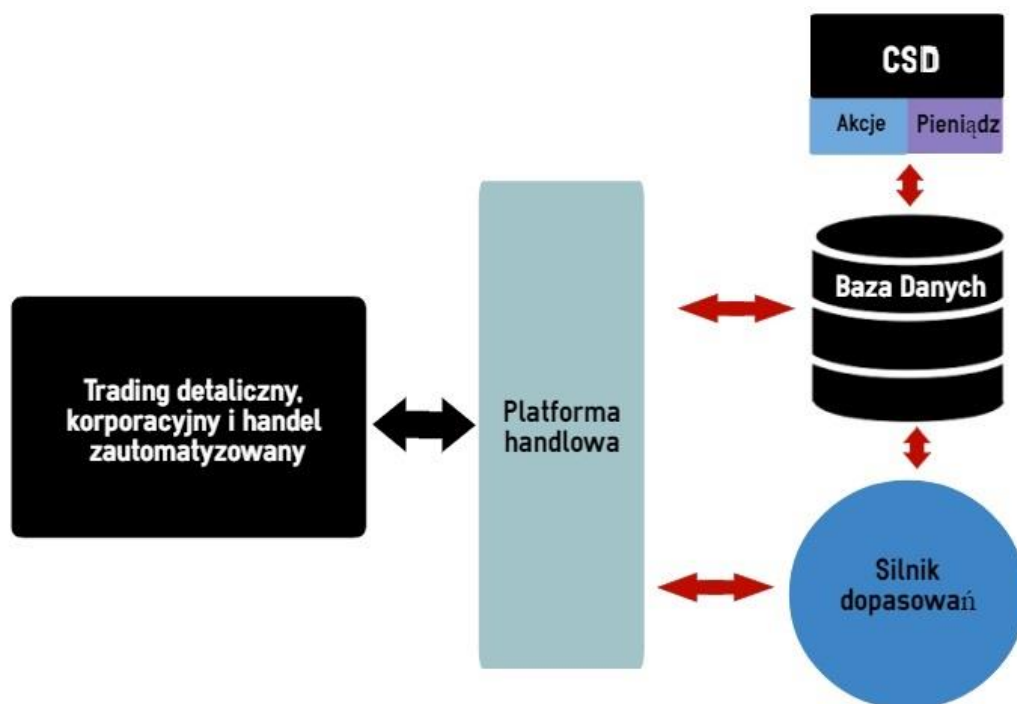 CSD
Akcje
Pieniądz
Baza Danych
Trading detaliczny,
korporacyjny i handel
zautomatyzowany
Platforma
handlowa
Silnik
dopasowań